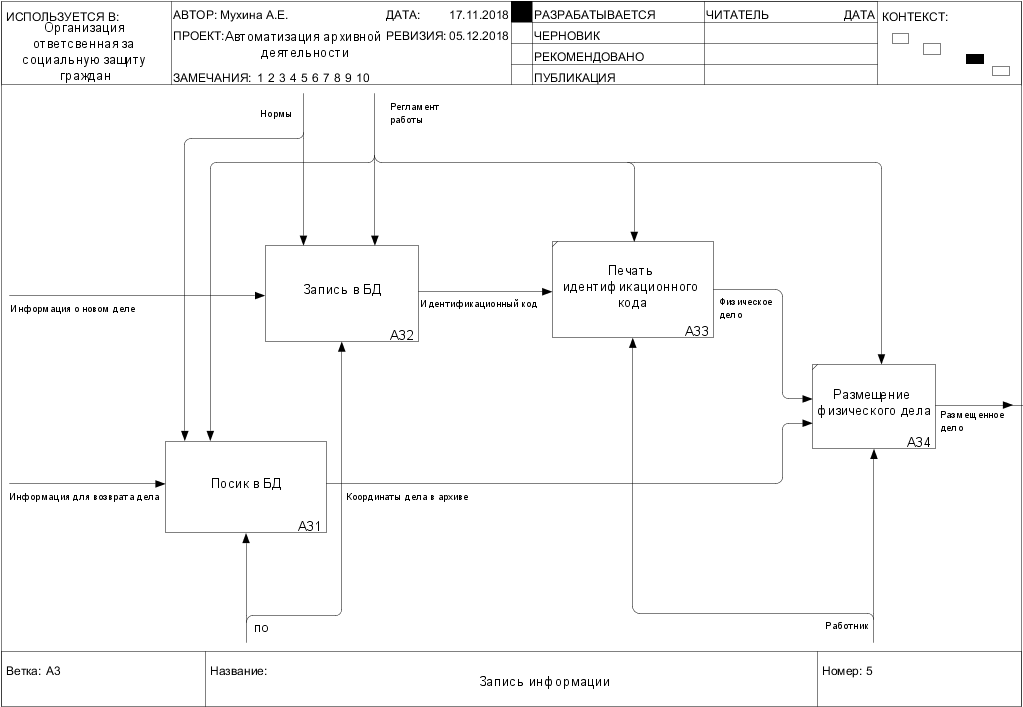 ИСПОЛЬЗУЕТСЯ В:
Организация
ответсвенная за
социальную защиту
граждан
АВТОР: Мухина А.Е.
ДАТА: 17.11.2018
ПРОЕКТ:Автоматизация архивной
деятельности
РЕВИЗИЯ: 05.12.2018
ЗАМЕЧАНИЯ: 1 2 3 4 5 6 7 8 9 10
РАЗРАБАТЫВАЕТСЯ
ЧЕРНОВИК
РЕКОМЕНДОВАНО
ПУБЛИКАЦИЯ
ЧИТАТЕЛЬ ДАТА
КОНТЕКСТ:
Нормы
Регламент
работы
Запись в БД
A32
Информация о новом деле
Идентификационный код
Печать
идентификационного
кода
A33
Физическое
дело
Размещение
физического дела
A34
Размещенное
дело
Посик в БД
A31
Информация для возврата дела
Координаты дела в архиве
ПО
Работник
Ветка: A3
Название:
Запись информации
Номер: 5